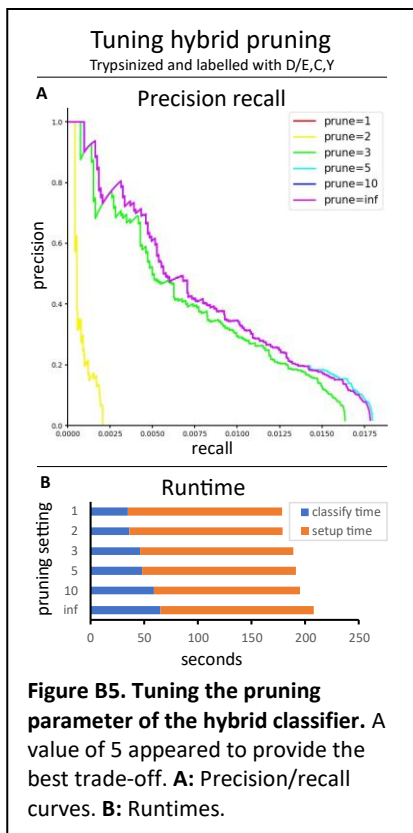 Tuning hybrid pruning
Trypsinized and labelled with D/E,C,Y
A
Precision recall
prune=1
prune=2
prune=3
prune=5
prune=10
prune=inf
1.0
0.8
0.6
0.4
0.2
0.0
precision
0.0000 0.0025 0.0050 0.0075 0.0100 0.0125 0.0150 0.0175
recall
B
Runtime
classify time
setup time
pruning setting
1
2
3
5
10
inf
0 50 100 150 200 250
seconds
Figure B5. Tuning the pruning
parameter of the hybrid classifier. A
value of 5 appeared to provide the
best trade-off. A: Precision/recall
curves. B: Runtimes.